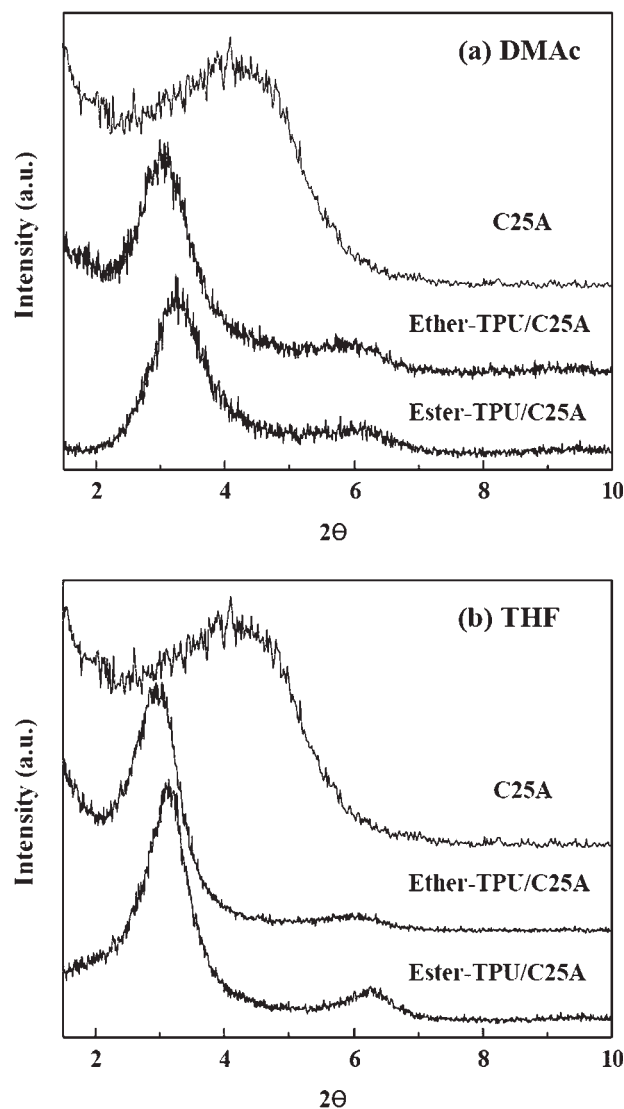 (a) DMAc
Intensity (a.u.)
C25A
Ether-TPU/C25A
Ester-TPU/C25A
2 4 6 8 10
2Θ
(b) THF
Intensity (a.u.)
C25A
Ether-TPU/C25A
Ester-TPU/C25A
2 4 6 8 10
2Θ